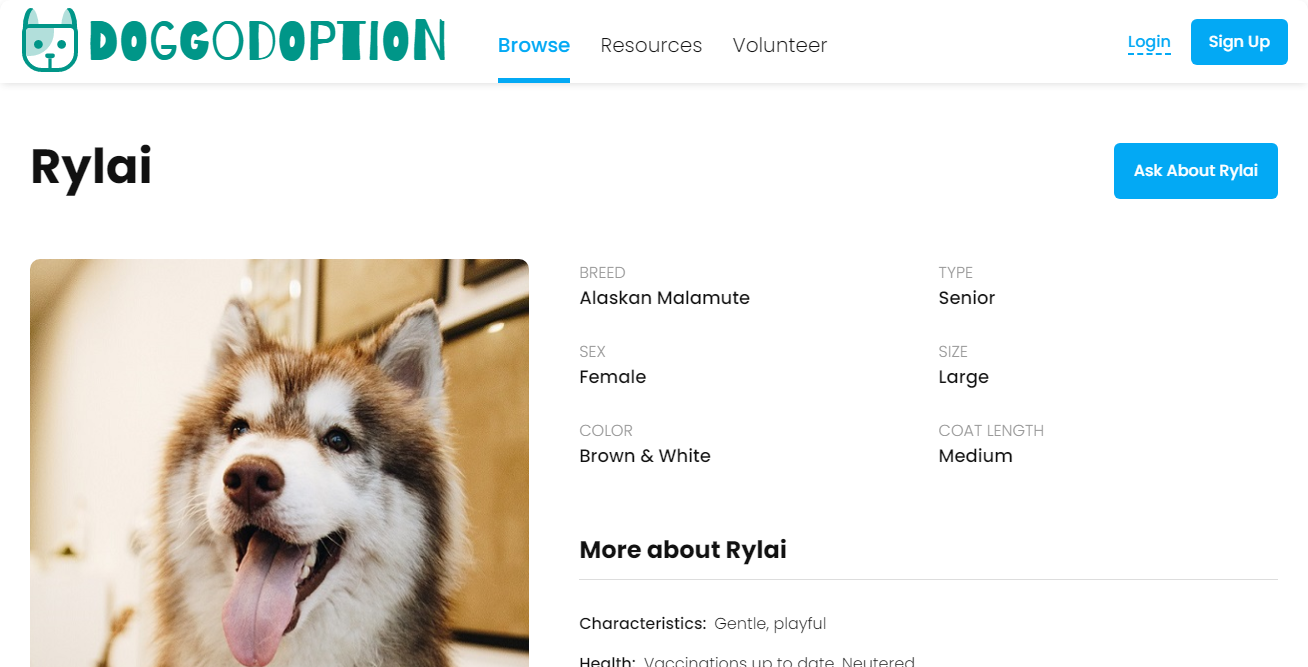 DOGGODOPTION
Browse Resources Volunteer
Login Sign Up
Rylai
Ask About Rylai
BREED
Alaskan Malamute
TYPE
Senior
SEX
Female
SIZE
Large
COLOR
Brown & White
COAT LENGTH
Medium
More about Rylai
Characteristics: Gentle, playful
Health: Vaccinations up to date, Neutered.